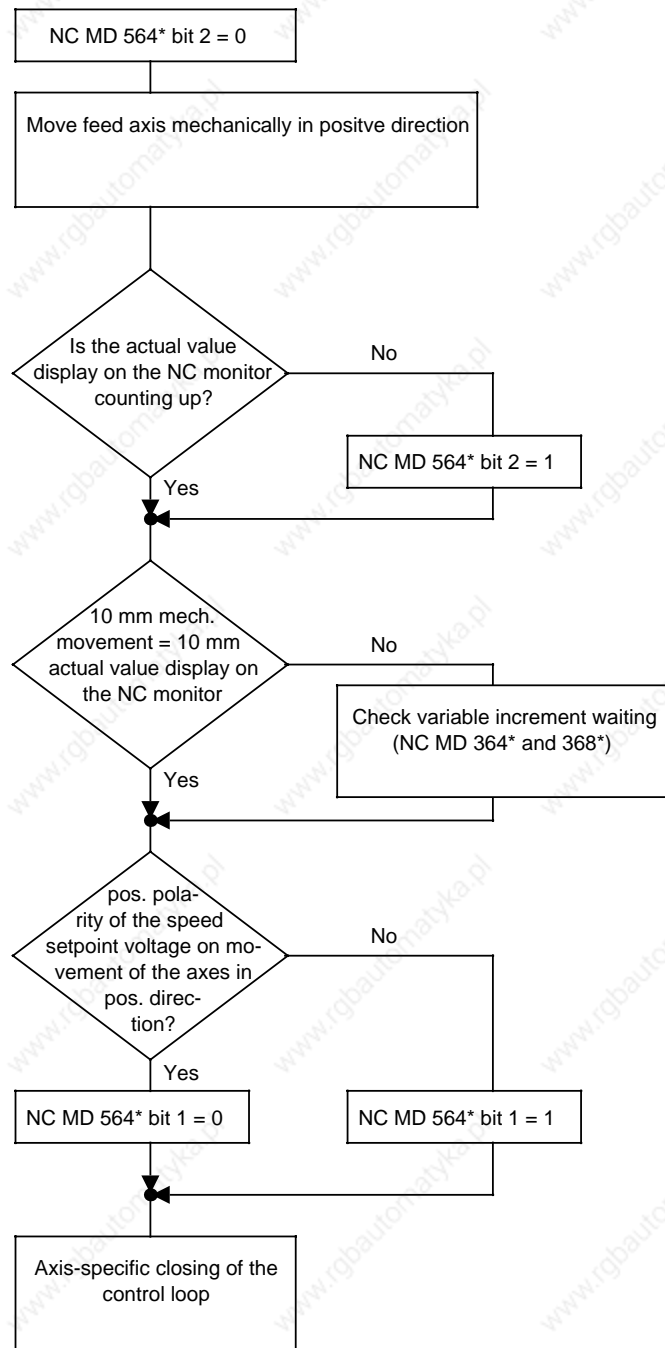 NC MD 564* bit 2 = 0
Move feed axis mechanically in positve direction
Is the actual value
display on the NC monitor
counting up?
No
NC MD 564* bit 2 = 1
Yes
10 mm mech.
movement = 10 mm
actual value display on
the NC monitor
No
Check variable increment waiting
(NC MD 364* and 368*)
Yes
pos. pola-
rity of the speed
setpoint voltage on mo-
vement of the axes in
pos. direc-
tion?
No
Yes
NC MD 564* bit 1 = 0
NC MD 564* bit 1 = 1
Axis-specific closing of the
control loop
www.rgbautomatyka.pl